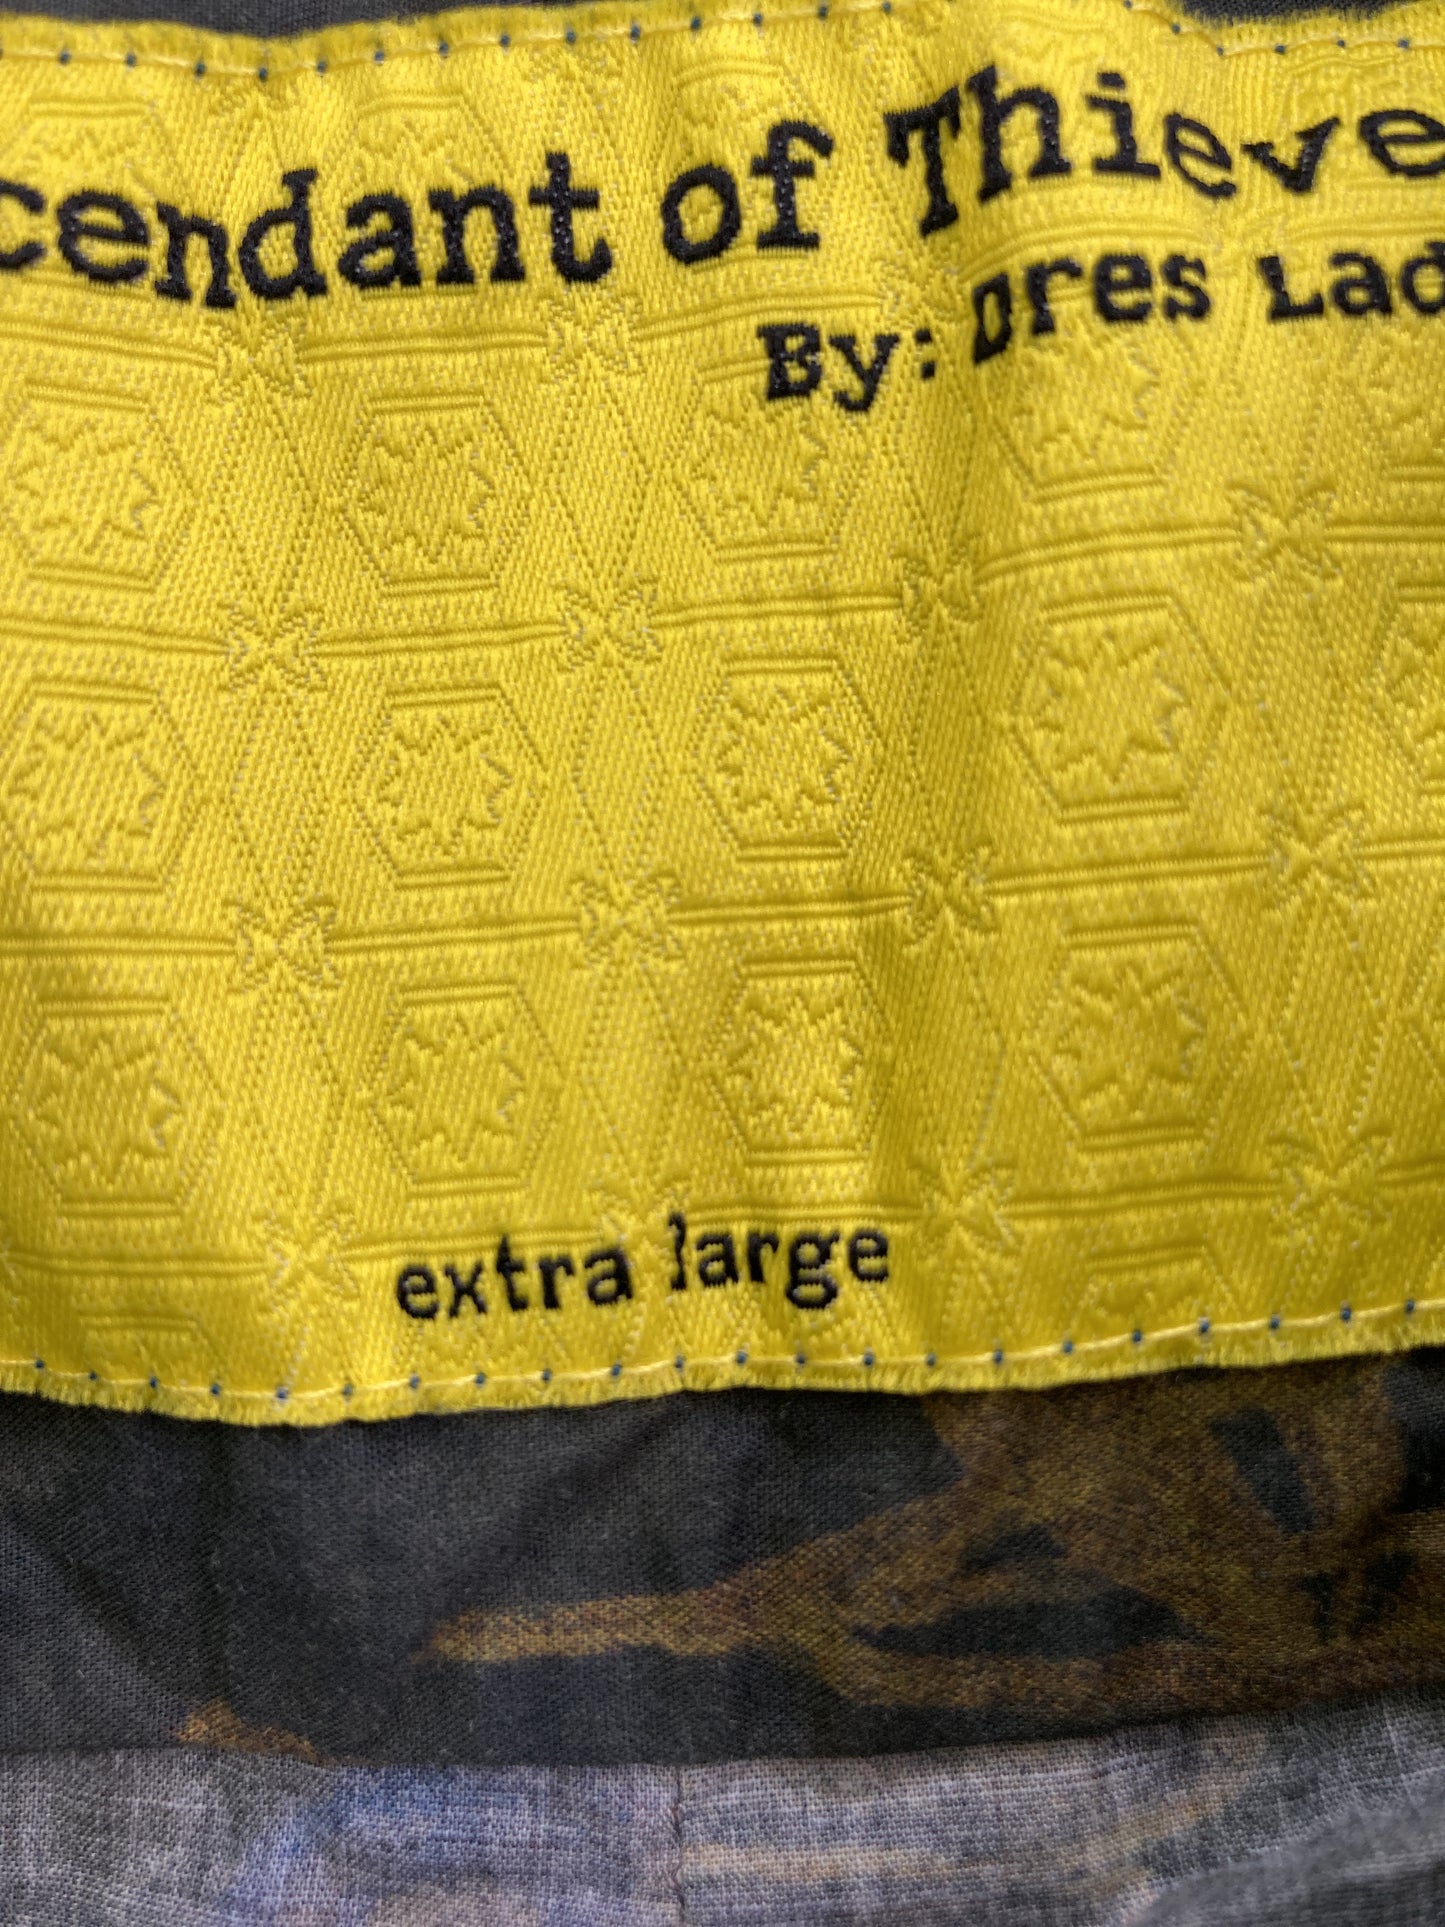 cendant of Thieve
By: Dres Lad
extra large